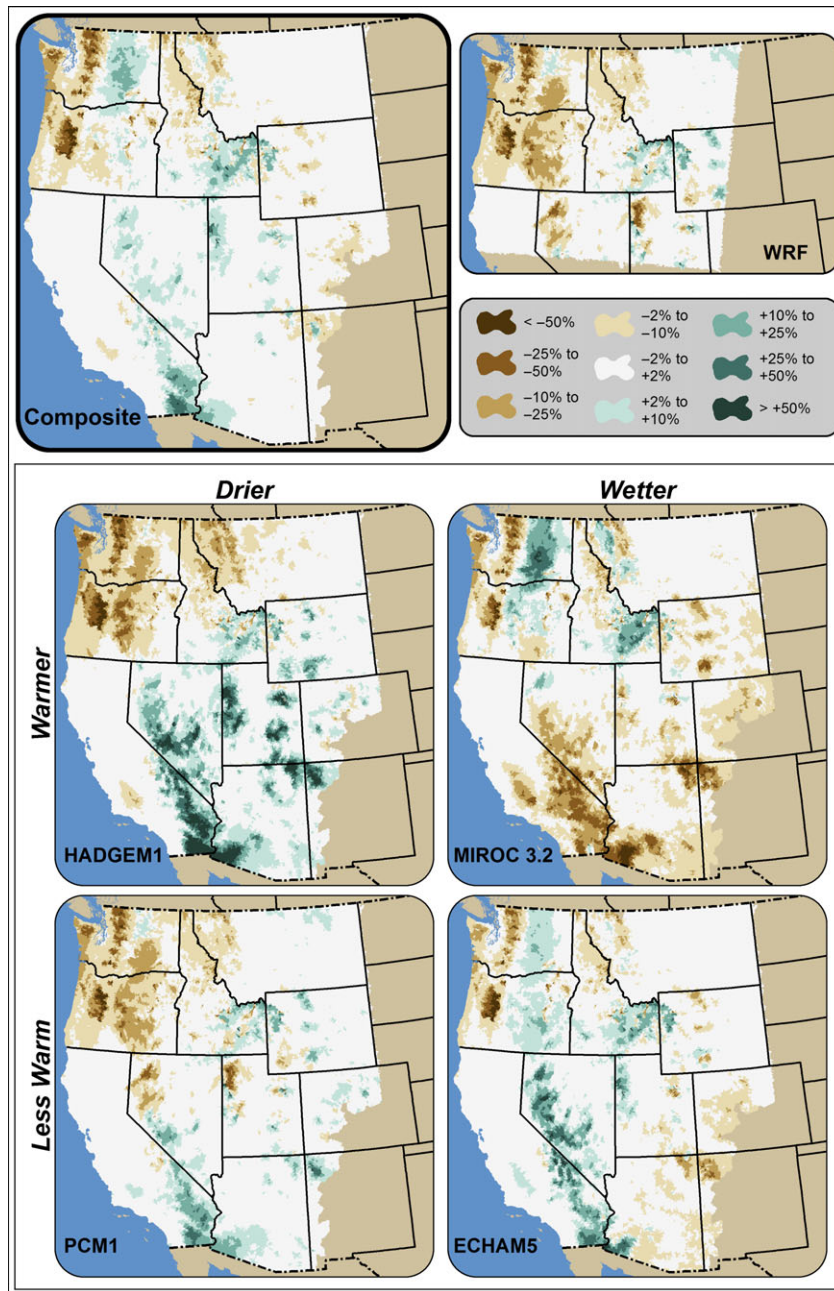 Composite
WRF
< –50%
–25% to
–50%
–10% to
–25%
–2% to
–10%
–2% to
+2%
+2% to
+10%
+10% to
+25%
+25% to
+50%
> +50%
Drier
Wetter
Warmer
HADGEM1
MIROC 3.2
Less Warm
PCM1
ECHAM5